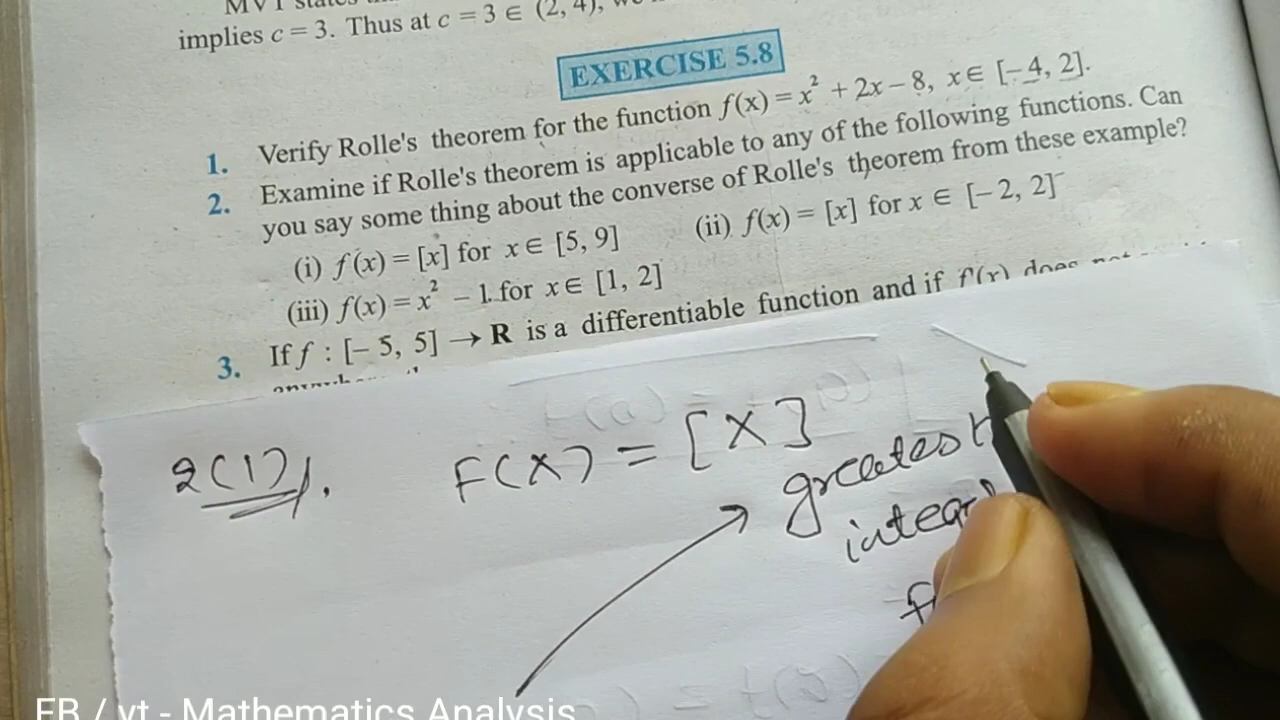 MVT states
implies c = 3. Thus at c = 3 ∈ (2, 4),
EXERCISE 5.8
1. Verify Rolle's theorem for the function f(x) = x² + 2x – 8, x ∈ [– 4, 2].
2. Examine if Rolle's theorem is applicable to any of the following functions. Can
you say some thing about the converse of Rolle's theorem from these example?
(i) f(x) = [x] for x ∈ [5, 9] (ii) f(x) = [x] for x ∈ [– 2, 2]
(iii) f(x) = x² – 1 for x ∈ [1, 2]
3. If f : [– 5, 5] → R is a differentiable function and if f′(x) does not
2(1).
F(X) = [X]
greatest
integ
f
FB / yt - Mathematics Analysis